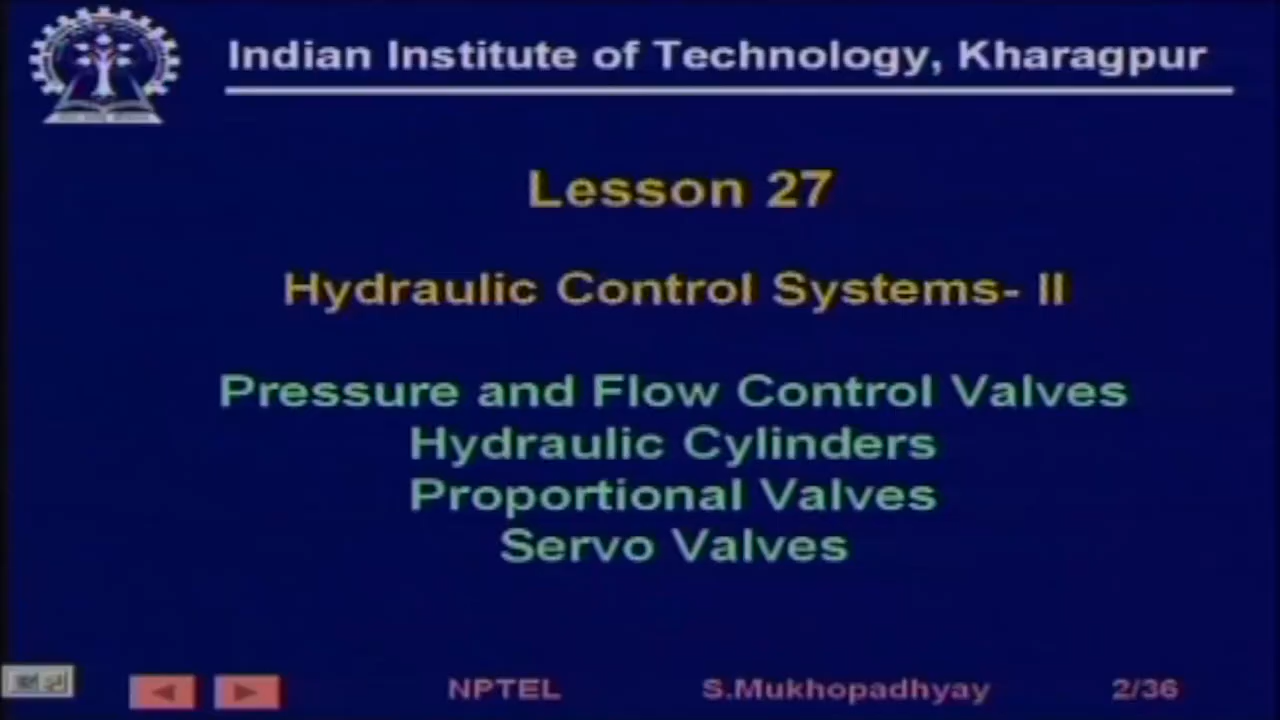 Indian Institute of Technology, Kharagpur
Lesson 27
Hydraulic Control Systems- II
Pressure and Flow Control Valves
Hydraulic Cylinders
Proportional Valves
Servo Valves
NPTEL S.Mukhopadhyay 2/36